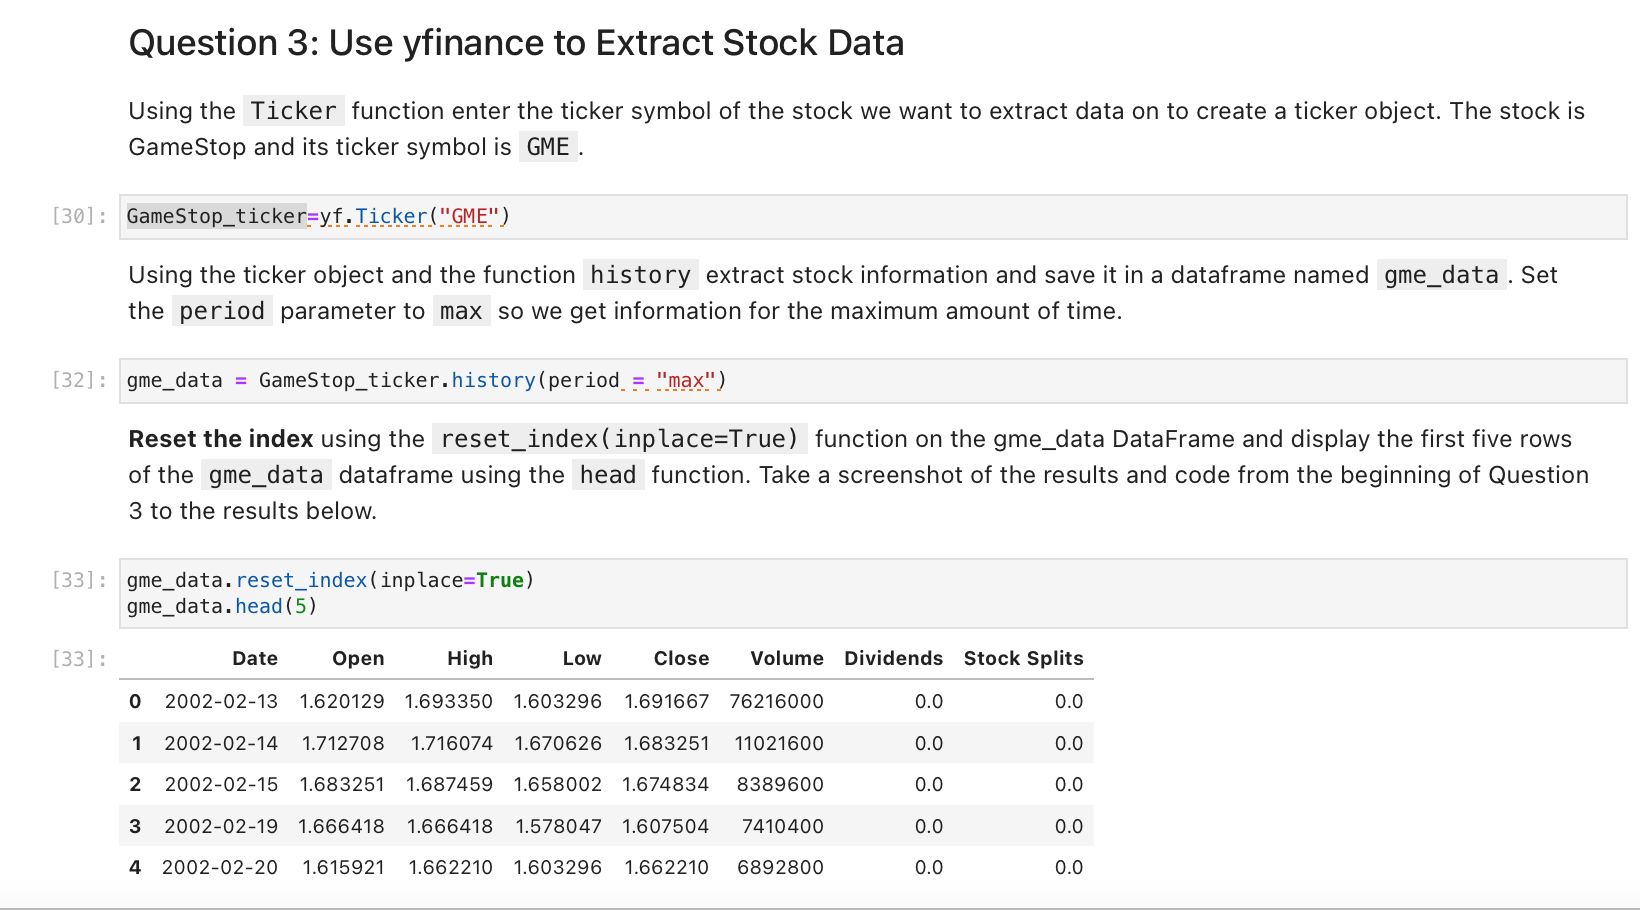 Question 3: Use yfinance to Extract Stock Data
Using the Ticker function enter the ticker symbol of the stock we want to extract data on to create a ticker object. The stock is
GameStop and its ticker symbol is GME.
[30]: GameStop_ticker=yf.Ticker("GME")
Using the ticker object and the function history extract stock information and save it in a dataframe named gme_data. Set
the period parameter to max so we get information for the maximum amount of time.
[32]: gme_data = GameStop_ticker.history(period = "max")
Reset the index using the reset_index(inplace=True) function on the gme_data DataFrame and display the first five rows
of the gme_data dataframe using the head function. Take a screenshot of the results and code from the beginning of Question
3 to the results below.
[33]: gme_data.reset_index(inplace=True)
gme_data.head(5)
[33]: Date Open High Low Close Volume Dividends Stock Splits
0 2002-02-13 1.620129 1.693350 1.603296 1.691667 76216000 0.0 0.0
1 2002-02-14 1.712708 1.716074 1.670626 1.683251 11021600 0.0 0.0
2 2002-02-15 1.683251 1.687459 1.658002 1.674834 8389600 0.0 0.0
3 2002-02-19 1.666418 1.666418 1.578047 1.607504 7410400 0.0 0.0
4 2002-02-20 1.615921 1.662210 1.603296 1.662210 6892800 0.0 0.0